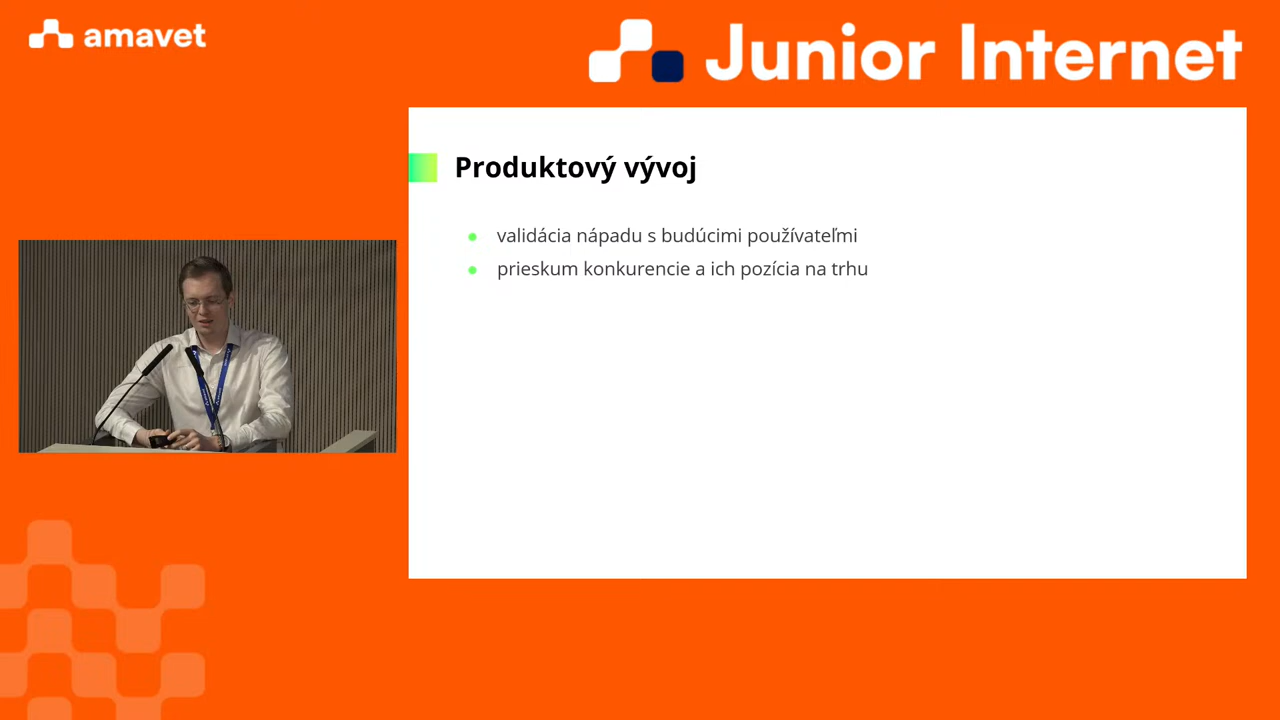 amavet
Junior Internet
Produktový vývoj
validácia nápadu s budúcimi používateľmi
prieskum konkurencie a ich pozícia na trhu